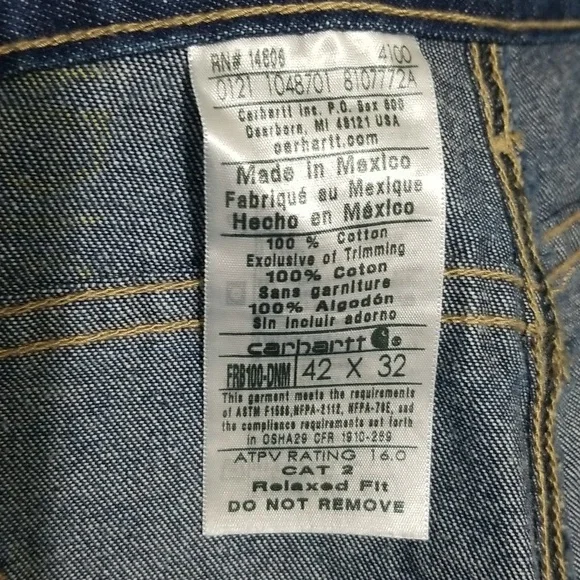 RN# 14806 4100
0121 1048701 8107772A
Carhartt Inc. P.O. Box 600
Dearborn, MI 48121 USA
carhartt.com
Made in Mexico
Fabriqué au Mexique
Hecho en México
100 % Cotton
Exclusive of Trimming
100% Coton
Sans garniture
100% Algodón
Sin incluir adorno
carhartt
FRB100-DNM 42 X 32
This garment meets the requirements
of ASTM F1506, NFPA-2112, NFPA-70E, and
the compliance requirements set forth
in OSHA29 CFR 1910-269
ATPV RATING 16.0
CAT 2
Relaxed Fit
DO NOT REMOVE